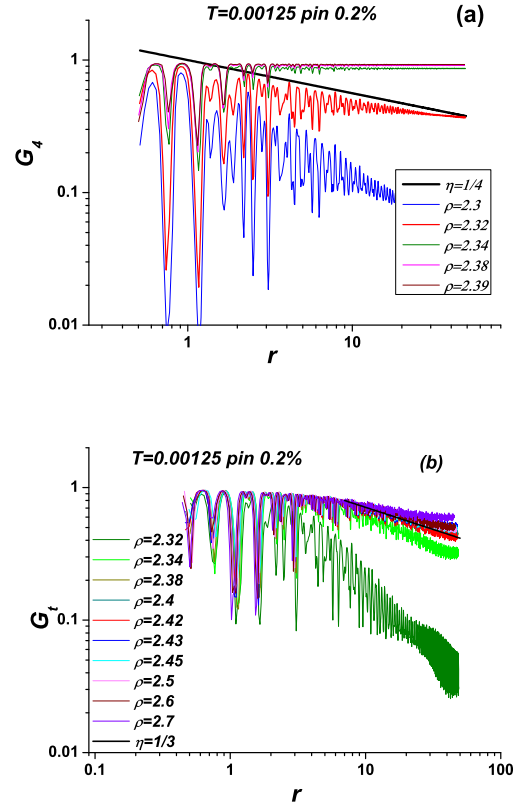 T=0.00125 pin 0.2%
(a)
1
0.1
0.01
G4
η=1/4
ρ=2.3
ρ=2.32
ρ=2.34
ρ=2.38
ρ=2.39
1
10
r
T=0.00125 pin 0.2%
(b)
1
0.1
0.01
Gt
ρ=2.32
ρ=2.34
ρ=2.38
ρ=2.4
ρ=2.42
ρ=2.43
ρ=2.45
ρ=2.5
ρ=2.6
ρ=2.7
η=1/3
0.1
1
10
100
r